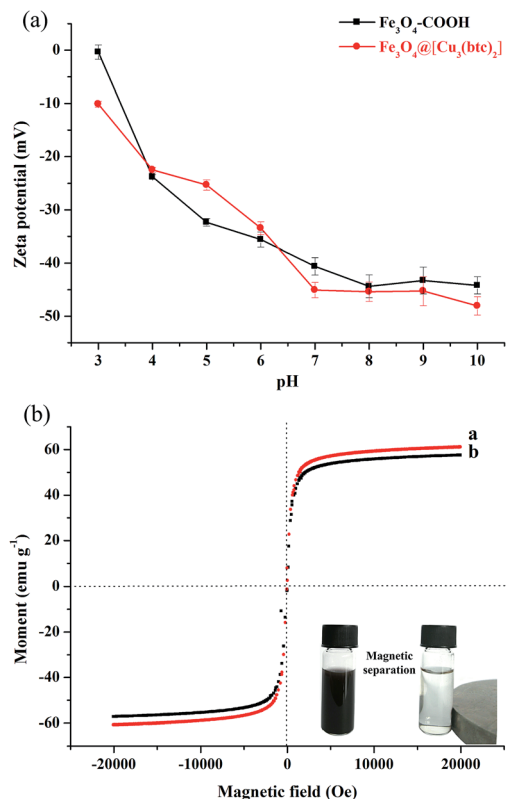 (a)
Fe₃O₄-COOH
Fe₃O₄@[Cu₃(btc)₂]
0
-10
-20
-30
-40
-50
Zeta potential (mV)
3 4 5 6 7 8 9 10
pH
(b)
a
b
60
40
20
0
-20
-40
-60
Moment (emu g⁻¹)
Magnetic
separation
-20000 -10000 0 10000 20000
Magnetic field (Oe)